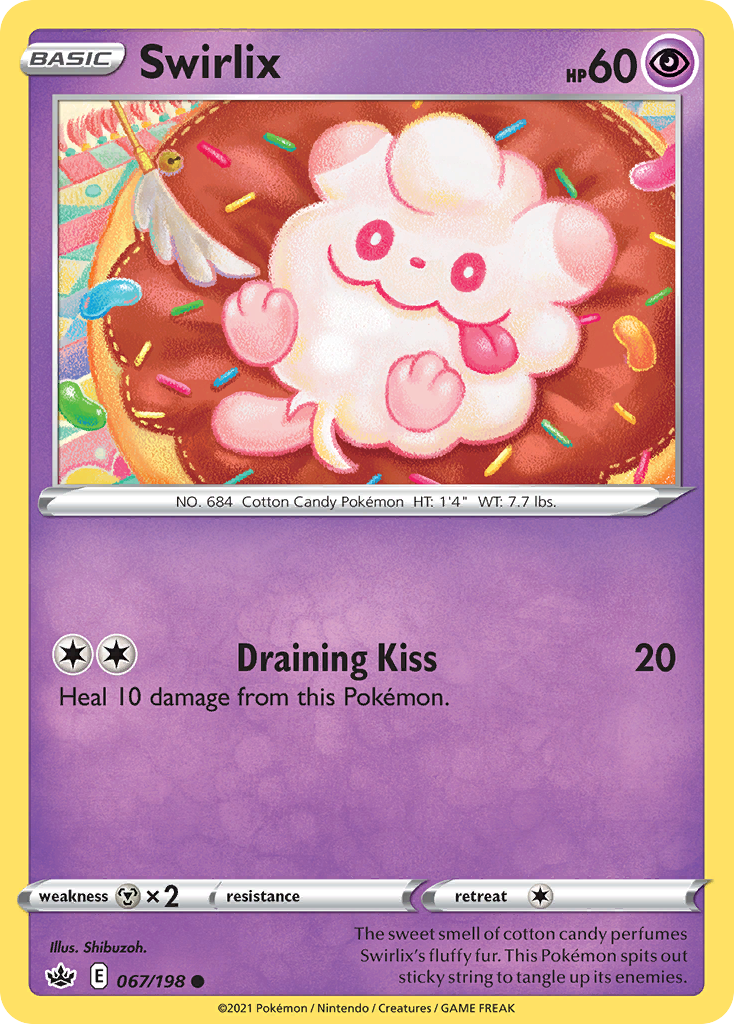 BASIC Swirlix HP60
NO. 684 Cotton Candy Pokémon HT: 1'4" WT: 7.7 lbs.
Draining Kiss 20
Heal 10 damage from this Pokémon.
weakness ×2 resistance retreat
Illus. Shibuzoh.
The sweet smell of cotton candy perfumes
Swirlix's fluffy fur. This Pokémon spits out
sticky string to tangle up its enemies.
E 067/198
©2021 Pokémon / Nintendo / Creatures / GAME FREAK